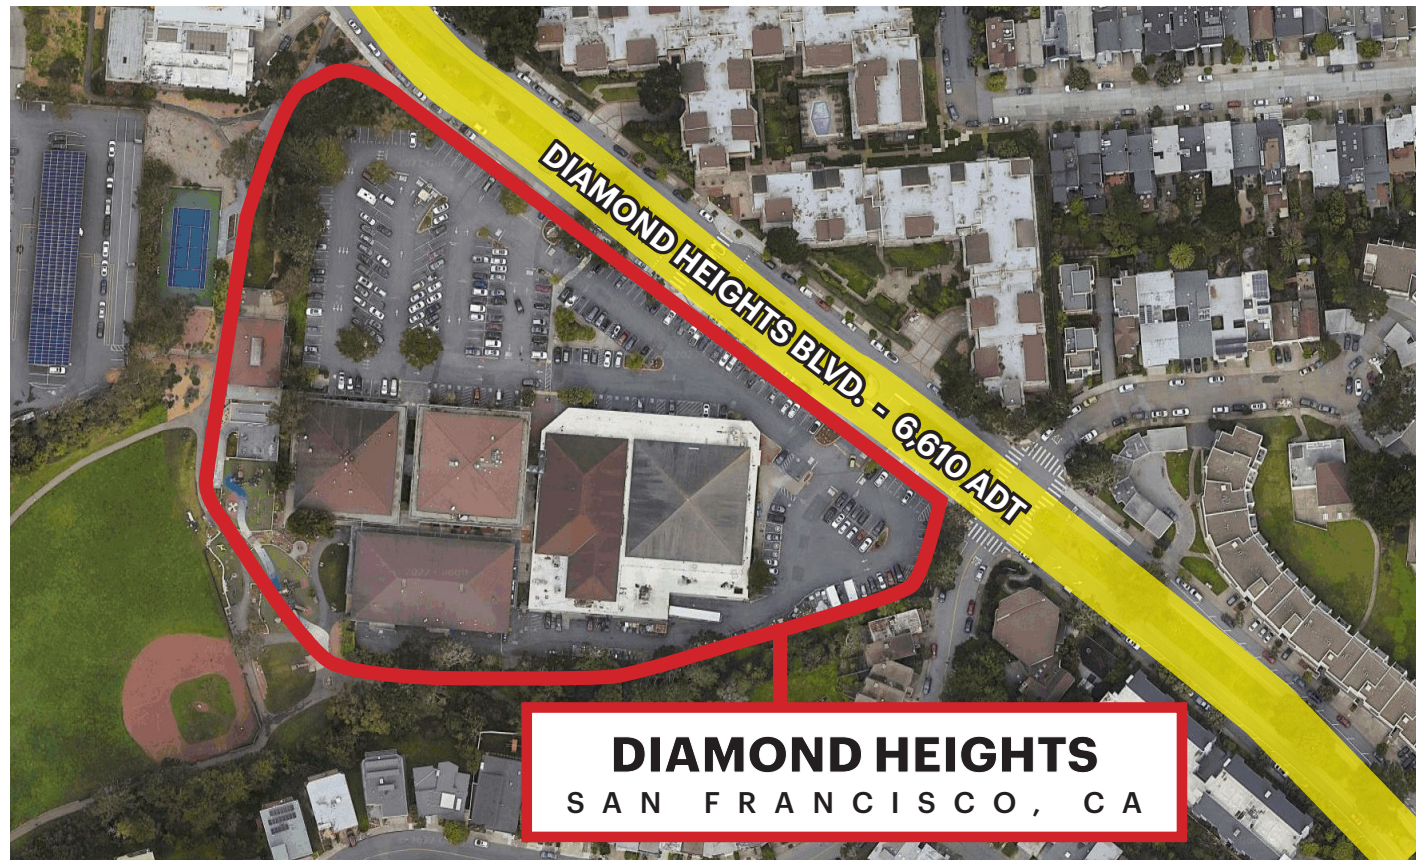 DIAMOND HEIGHTS BLVD. - 6,610 ADT
DIAMOND HEIGHTS
SAN FRANCISCO, CA